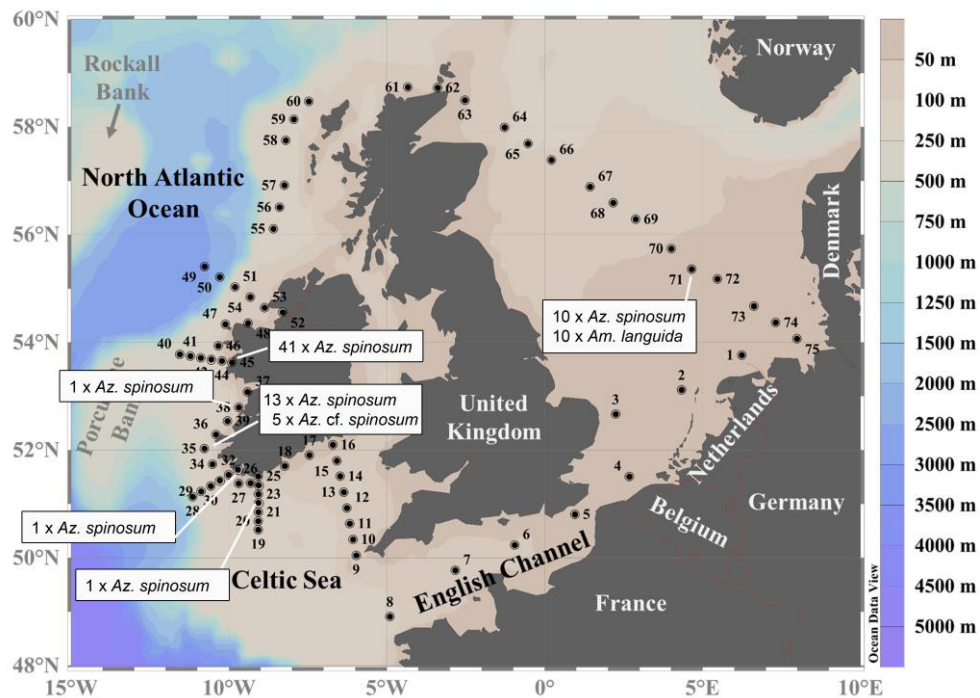 60°N
58°N
56°N
54°N
52°N
50°N
48°N
15°W
10°W
5°W
0°
5°E
10°E
Rockall
Bank
North Atlantic
Ocean
Norway
Denmark
United
Kingdom
Netherlands
Belgium
Germany
France
English Channel
Celtic Sea
10 x Az. spinosum
10 x Am. languida
41 x Az. spinosum
1 x Az. spinosum
13 x Az. spinosum
5 x Az. cf. spinosum
1 x Az. spinosum
1 x Az. spinosum
61
62
60
63
59
64
58
65
66
57
67
56
68
69
55
70
71
72
49
51
50
53
73
54
74
47
52
48
75
40
41
46
45
1
44
2
37
38
3
39
36
17
16
35
18
34
32
26
25
15
14
4
29
30
27
23
13
12
28
21
11
5
20
10
6
19
9
7
8
50 m
100 m
250 m
500 m
750 m
1000 m
1250 m
1500 m
2000 m
2500 m
3000 m
3500 m
4000 m
4500 m
5000 m
Ocean Data View